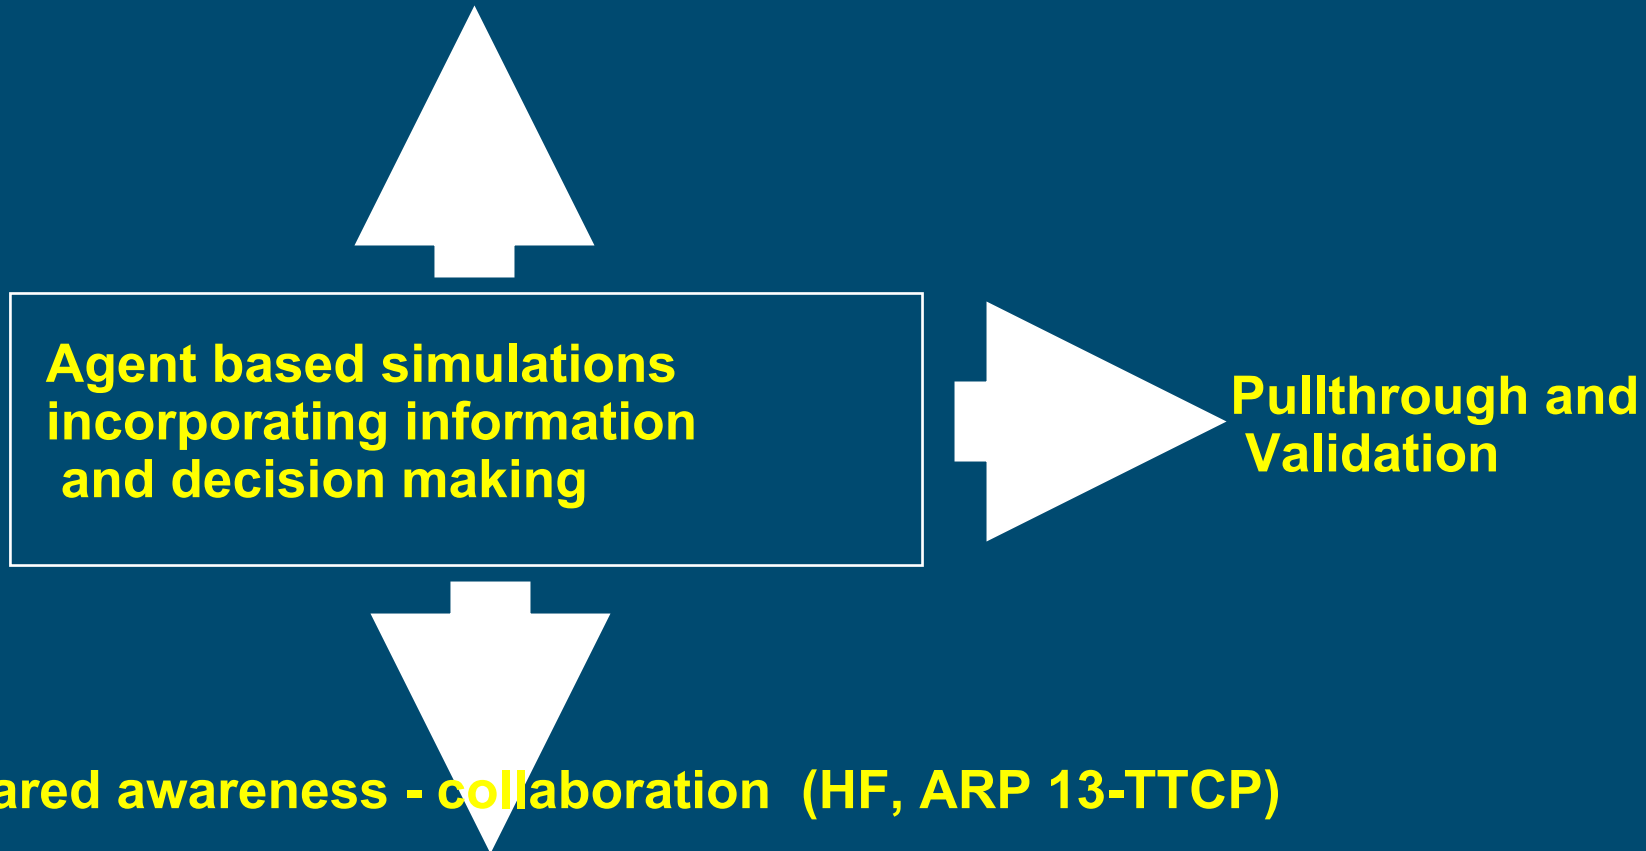 Agent based simulations
incorporating information
and decision making
Pullthrough and
Validation
ared awareness - collaboration (HF, ARP 13-TTCP)